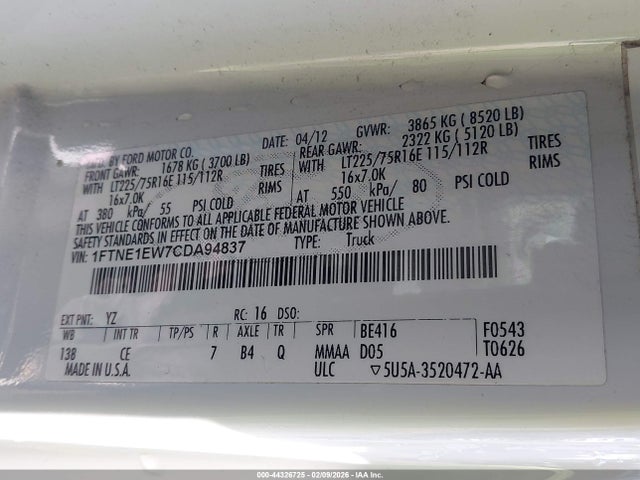 MFD. BY FORD MOTOR CO. DATE: 04/12 GVWR: 3865 KG ( 8520 LB)
FRONT GAWR: 1678 KG ( 3700 LB) REAR GAWR: 2322 KG ( 5120 LB)
WITH LT225/75R16E 115/112R TIRES WITH LT225/75R16E 115/112R TIRES
16x7.0K RIMS 16x7.0K RIMS
AT 380 kPa/ 55 PSI COLD AT 550 kPa/ 80 PSI COLD
THIS VEHICLE CONFORMS TO ALL APPLICABLE FEDERAL MOTOR VEHICLE
SAFETY STANDARDS IN EFFECT ON THE DATE OF MANUFACTURE SHOWN ABOVE.
VIN: 1FTNE1EW7CDA94837 TYPE: Truck
EXT PNT: YZ RC: 16 DSO:
WB INT TR TP/PS R AXLE TR SPR BE416 F0543
138 CE 7 B4 Q MMAA D05 T0626
MADE IN U.S.A. ULC ▽5U5A-3520472-AA
000-44326725 - 02/09/2026 - IAA Inc.